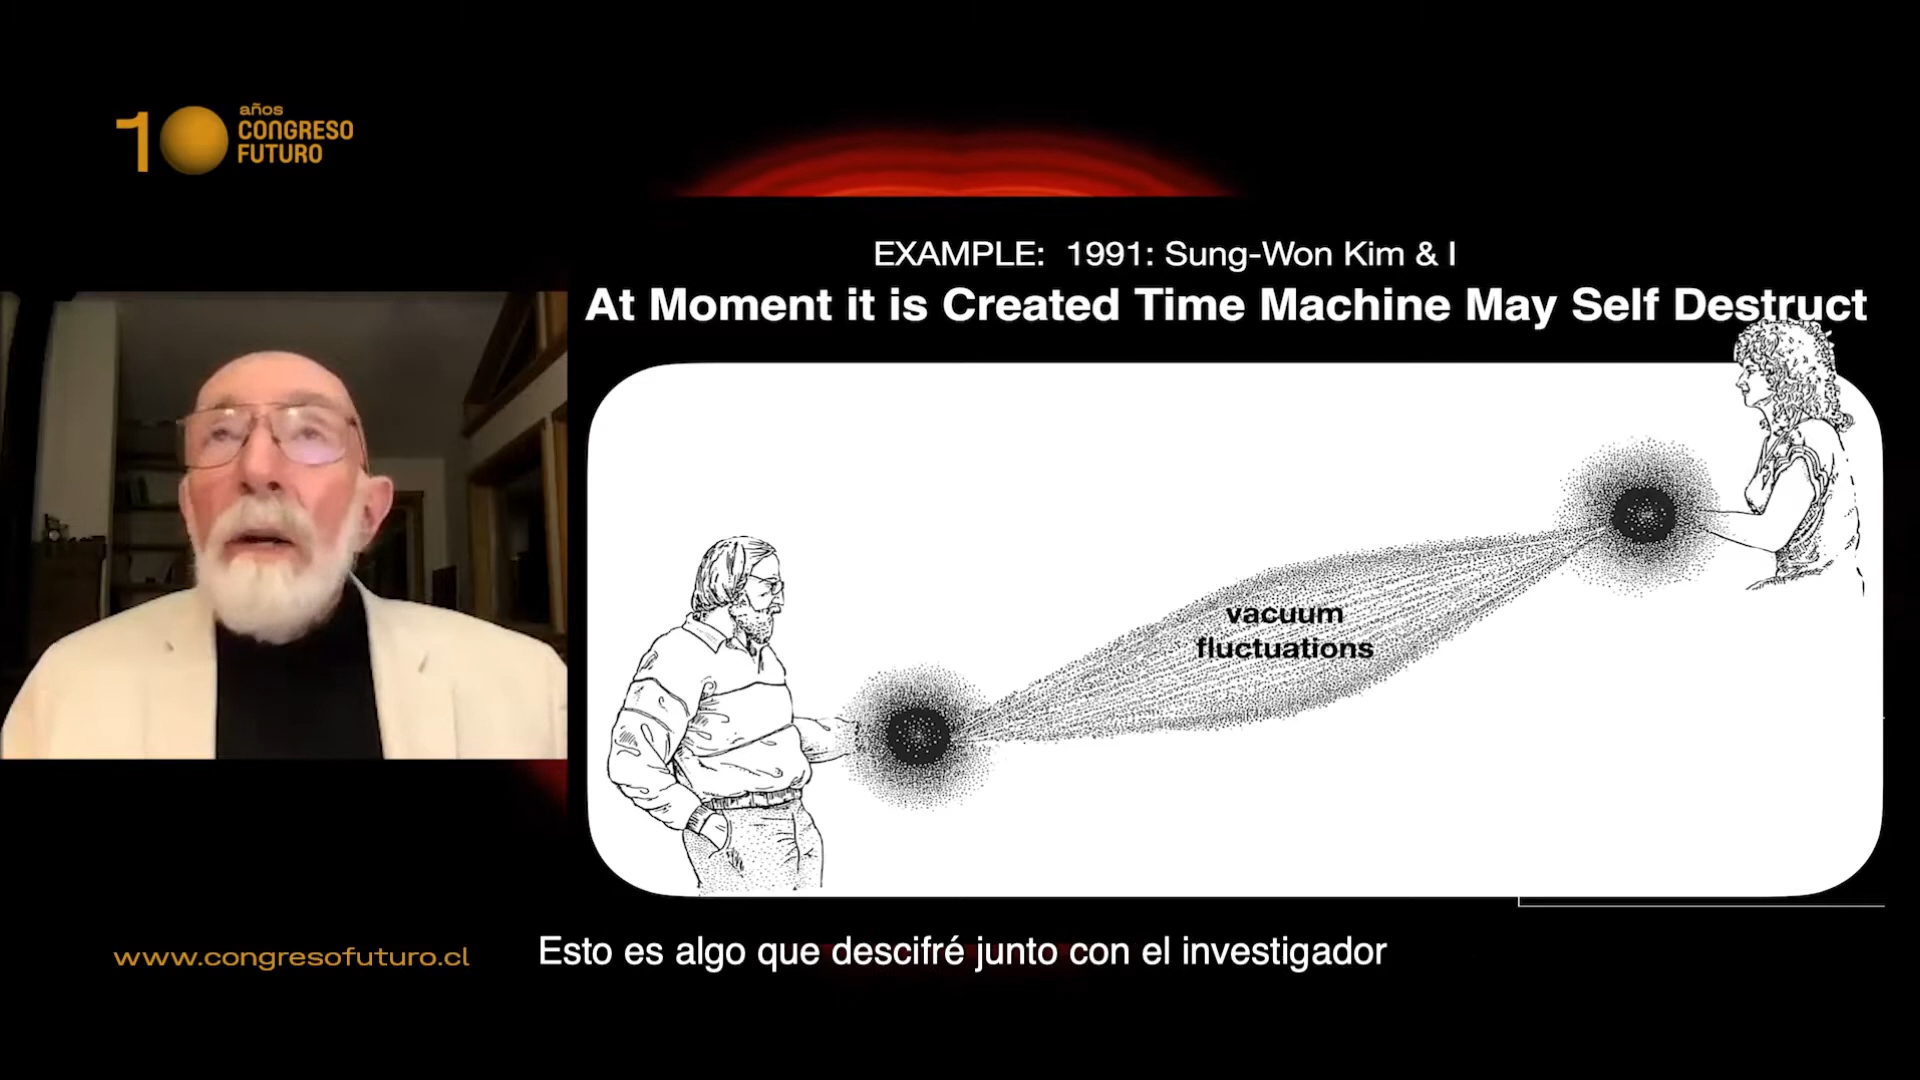 10 años
CONGRESO
FUTURO
EXAMPLE: 1991: Sung-Won Kim & I
At Moment it is Created Time Machine May Self Destruct
vacuum
fluctuations
www.congresofuturo.cl
Esto es algo que descifré junto con el investigador